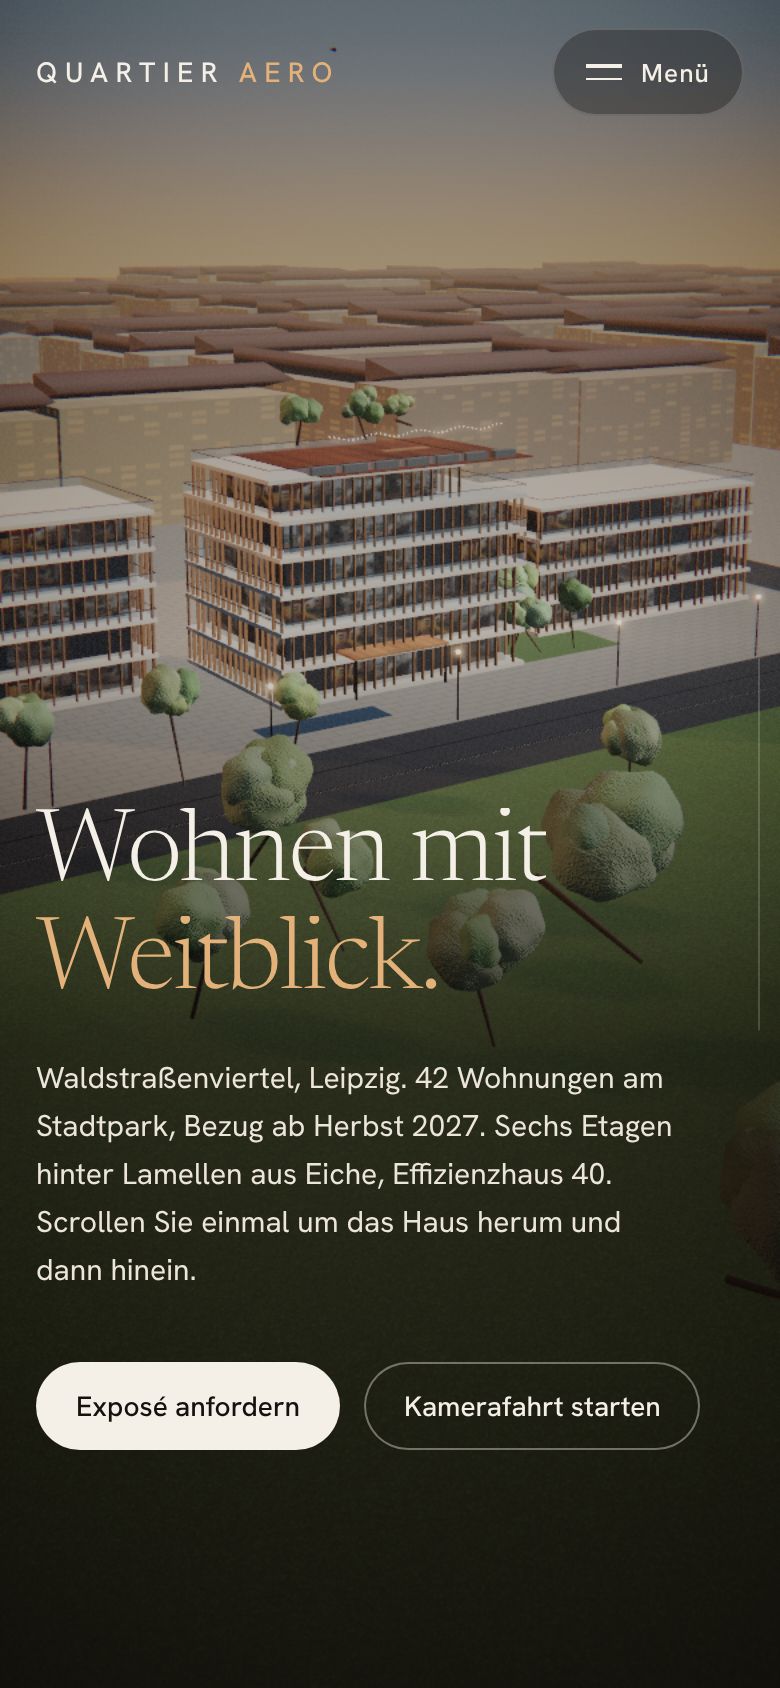 QUARTIER AERO
Menü
Wohnen mit
Weitblick.
Waldstraßenviertel, Leipzig. 42 Wohnungen am
Stadtpark, Bezug ab Herbst 2027. Sechs Etagen
hinter Lamellen aus Eiche, Effizienzhaus 40.
Scrollen Sie einmal um das Haus herum und
dann hinein.
Exposé anfordern
Kamerafahrt starten